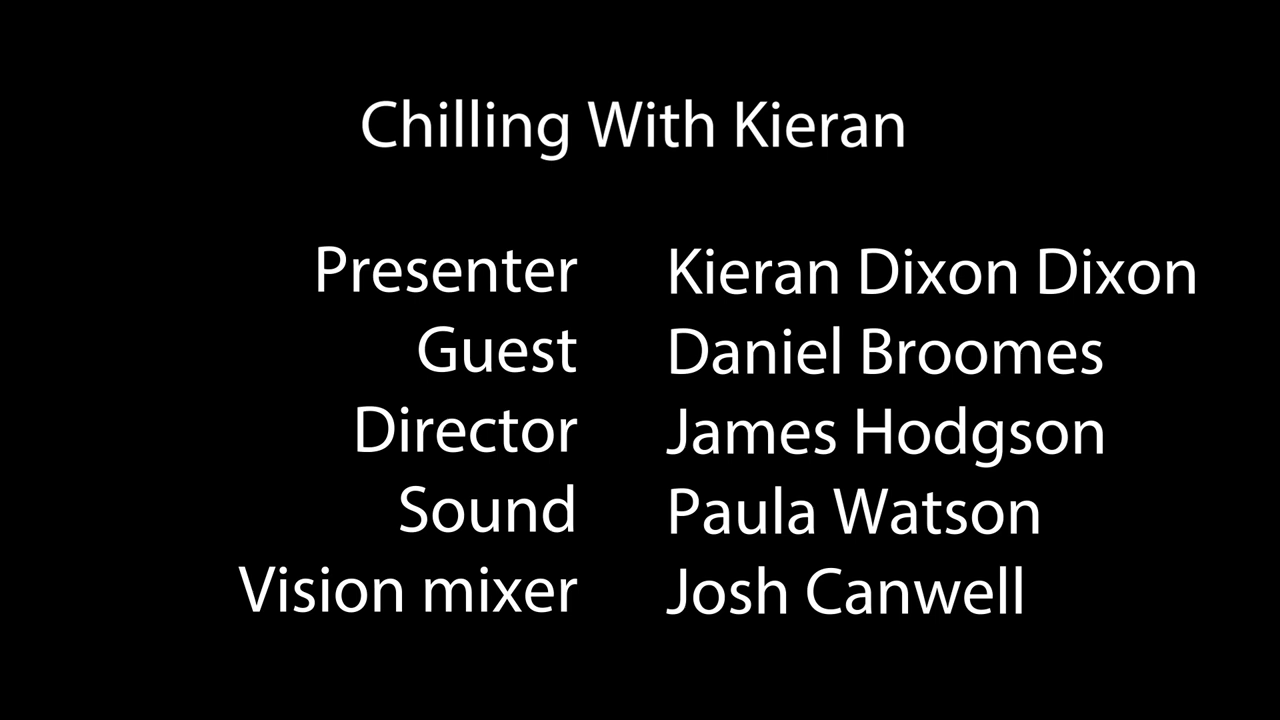 Chilling With Kieran
Presenter Kieran Dixon Dixon
Guest Daniel Broomes
Director James Hodgson
Sound Paula Watson
Vision mixer Josh Canwell